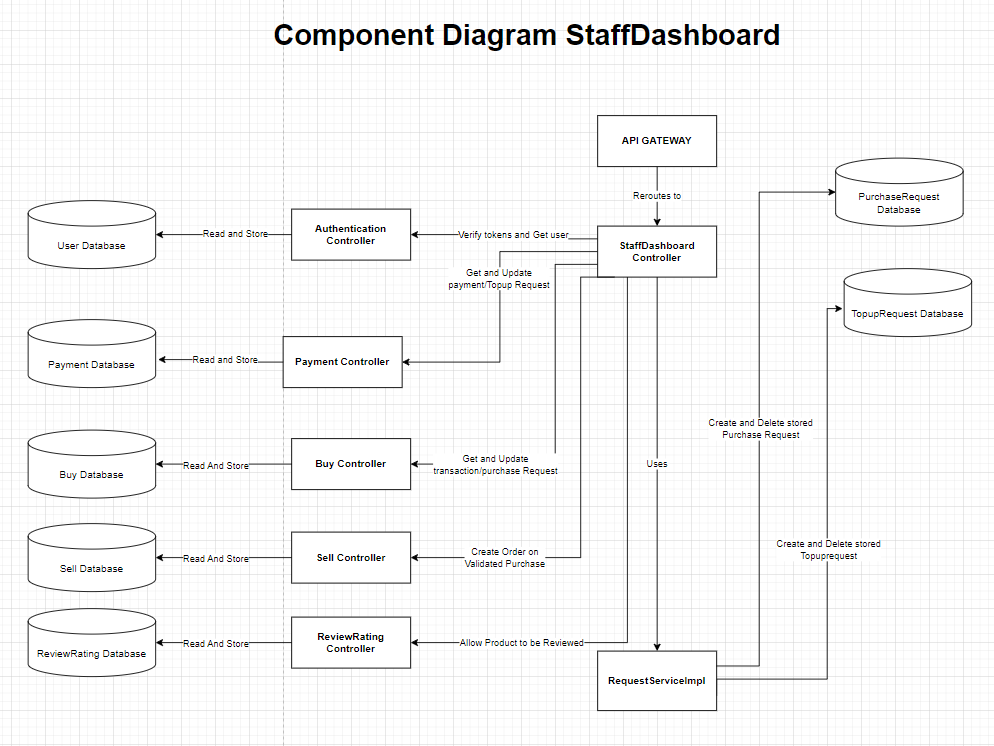 Component Diagram StaffDashboard
API GATEWAY
Reroutes to
PurchaseRequest
Database
User Database
Read and Store
Authentication
Controller
Verify tokens and Get user
StaffDashboard
Controller
Get and Update
payment/Topup Request
TopupRequest Database
Payment Database
Read and Store
Payment Controller
Create and Delete stored
Purchase Request
Buy Database
Read And Store
Buy Controller
Get and Update
transaction/purchase Request
Uses
Sell Database
Read And Store
Sell Controller
Create Order on
Validated Purchase
Create and Delete stored
Topuprequest
ReviewRating Database
Read And Store
ReviewRating
Controller
Allow Product to be Reviewed
RequestServiceImpl